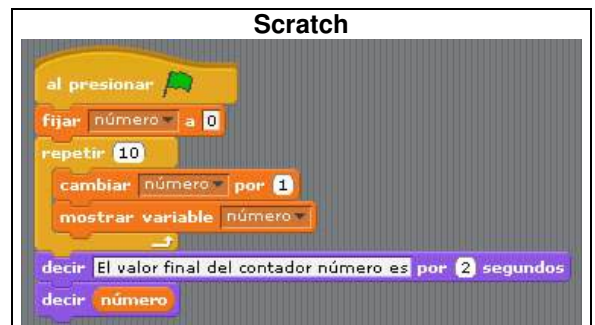 Scratch
al presionar
fijar número a 0
repetir 10
cambiar número por 1
mostrar variable número
decir El valor final del contador número es por 2 segundos
decir número